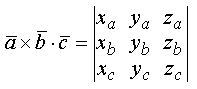 a̅ × b̅ · c̅ = | x_a y_a z_a |
| x_b y_b z_b |
| x_c y_c z_c |